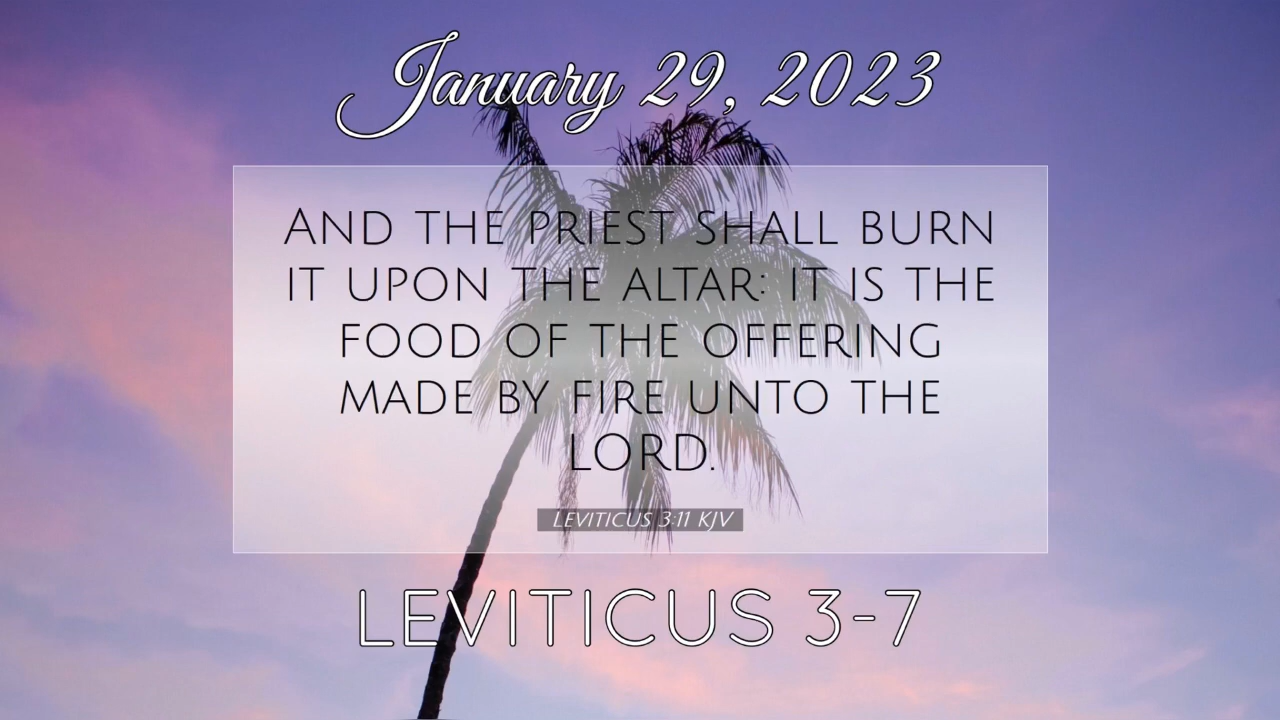 January 29, 2023
And the priest shall burn
it upon the altar: it is the
food of the offering
made by fire unto the
LORD.
LEVITICUS 3:11 KJV
LEVITICUS 3-7